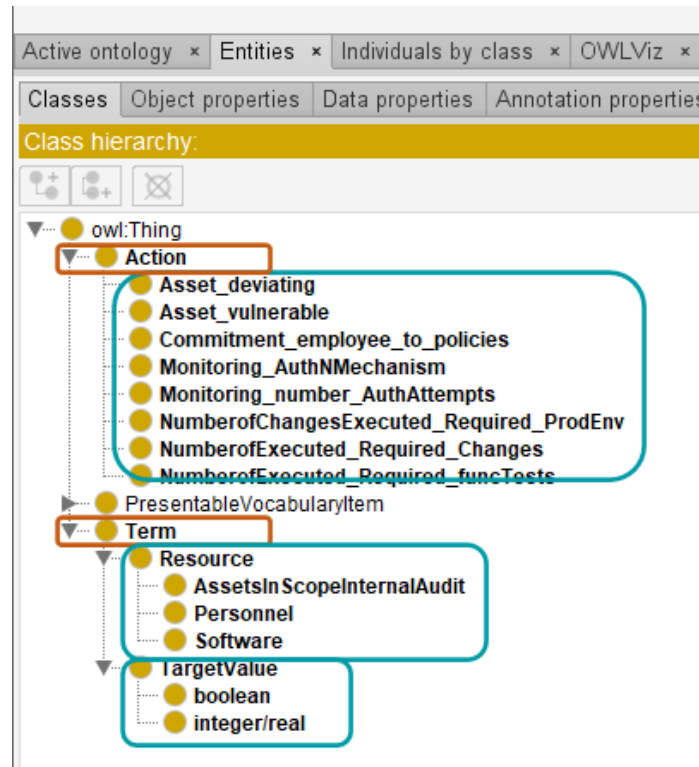 Active ontology × Entities × Individuals by class × OWLViz ×
Classes Object properties Data properties Annotation properties
Class hierarchy:
owl:Thing
Action
Asset_deviating
Asset_vulnerable
Commitment_employee_to_policies
Monitoring_AuthNMechanism
Monitoring_number_AuthAttempts
NumberofChangesExecuted_Required_ProdEnv
NumberofExecuted_Required_Changes
NumberofExecuted_Required_funcTests
PresentableVocabularyItem
Term
Resource
AssetsInScopeInternalAudit
Personnel
Software
TargetValue
boolean
integer/real